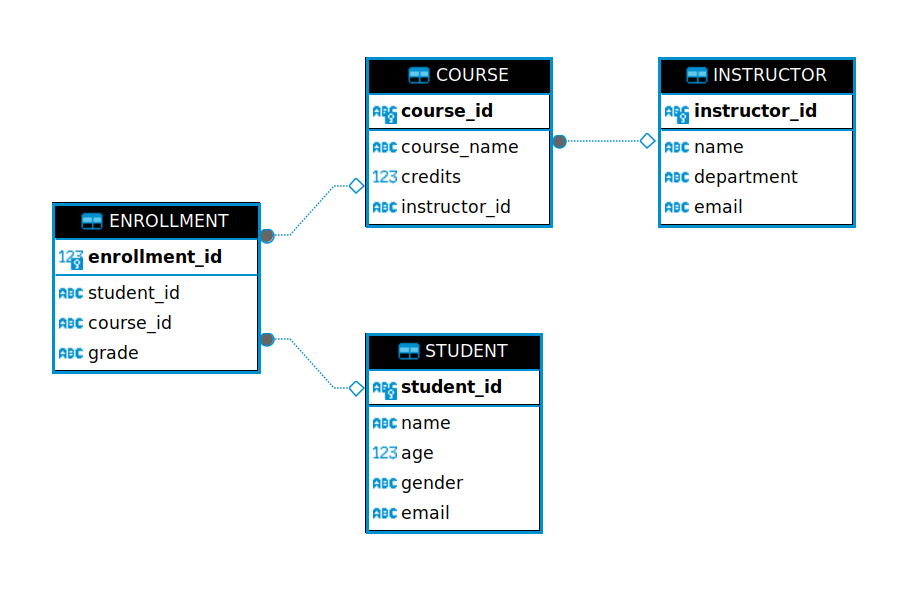 COURSE
ABC course_id
ABC course_name
123 credits
ABC instructor_id
INSTRUCTOR
ABC instructor_id
ABC name
ABC department
ABC email
ENROLLMENT
123 enrollment_id
ABC student_id
ABC course_id
ABC grade
STUDENT
ABC student_id
ABC name
123 age
ABC gender
ABC email